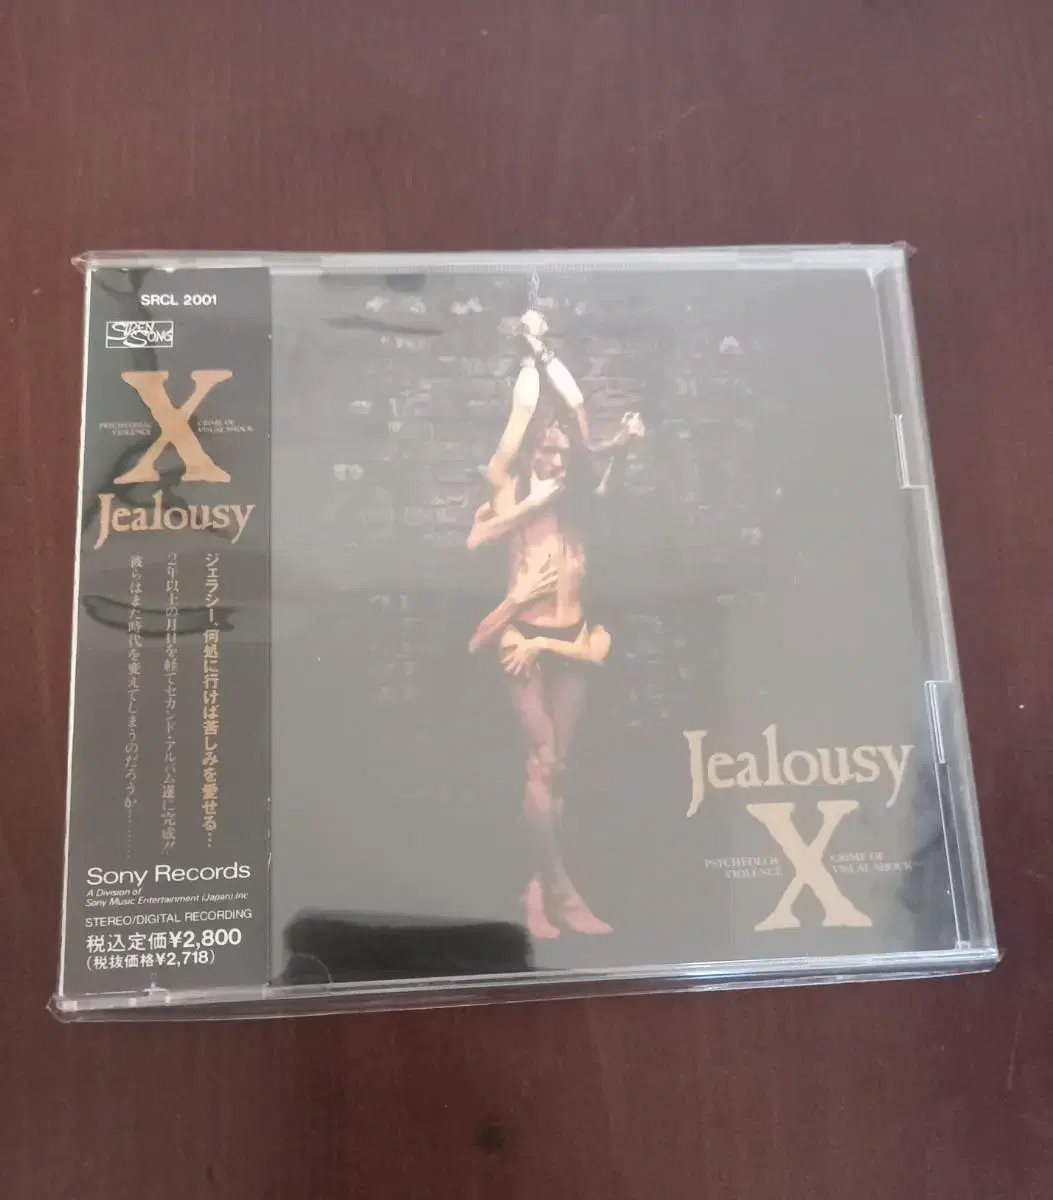 SRCL 2001
SIREN SONG
X
PSYCHEDELIC VIOLENCE
CRIME OF VISUAL SHOCK
Jealousy
ジェラシー、何処に行けば苦しみを愛せる…
2年以上の月日を経てセカンド・アルバム遂に完成!!
彼らはまた時代を変えてしまうのだろうか………
Sony Records
A Division of
Sony Music Entertainment (Japan) Inc
STEREO/DIGITAL RECORDING
税込定価¥2,800
(税抜価格¥2,718)
Jealousy
X
PSYCHEDELIC
VIOLENCE
CRIME OF
VISUAL SHOCK